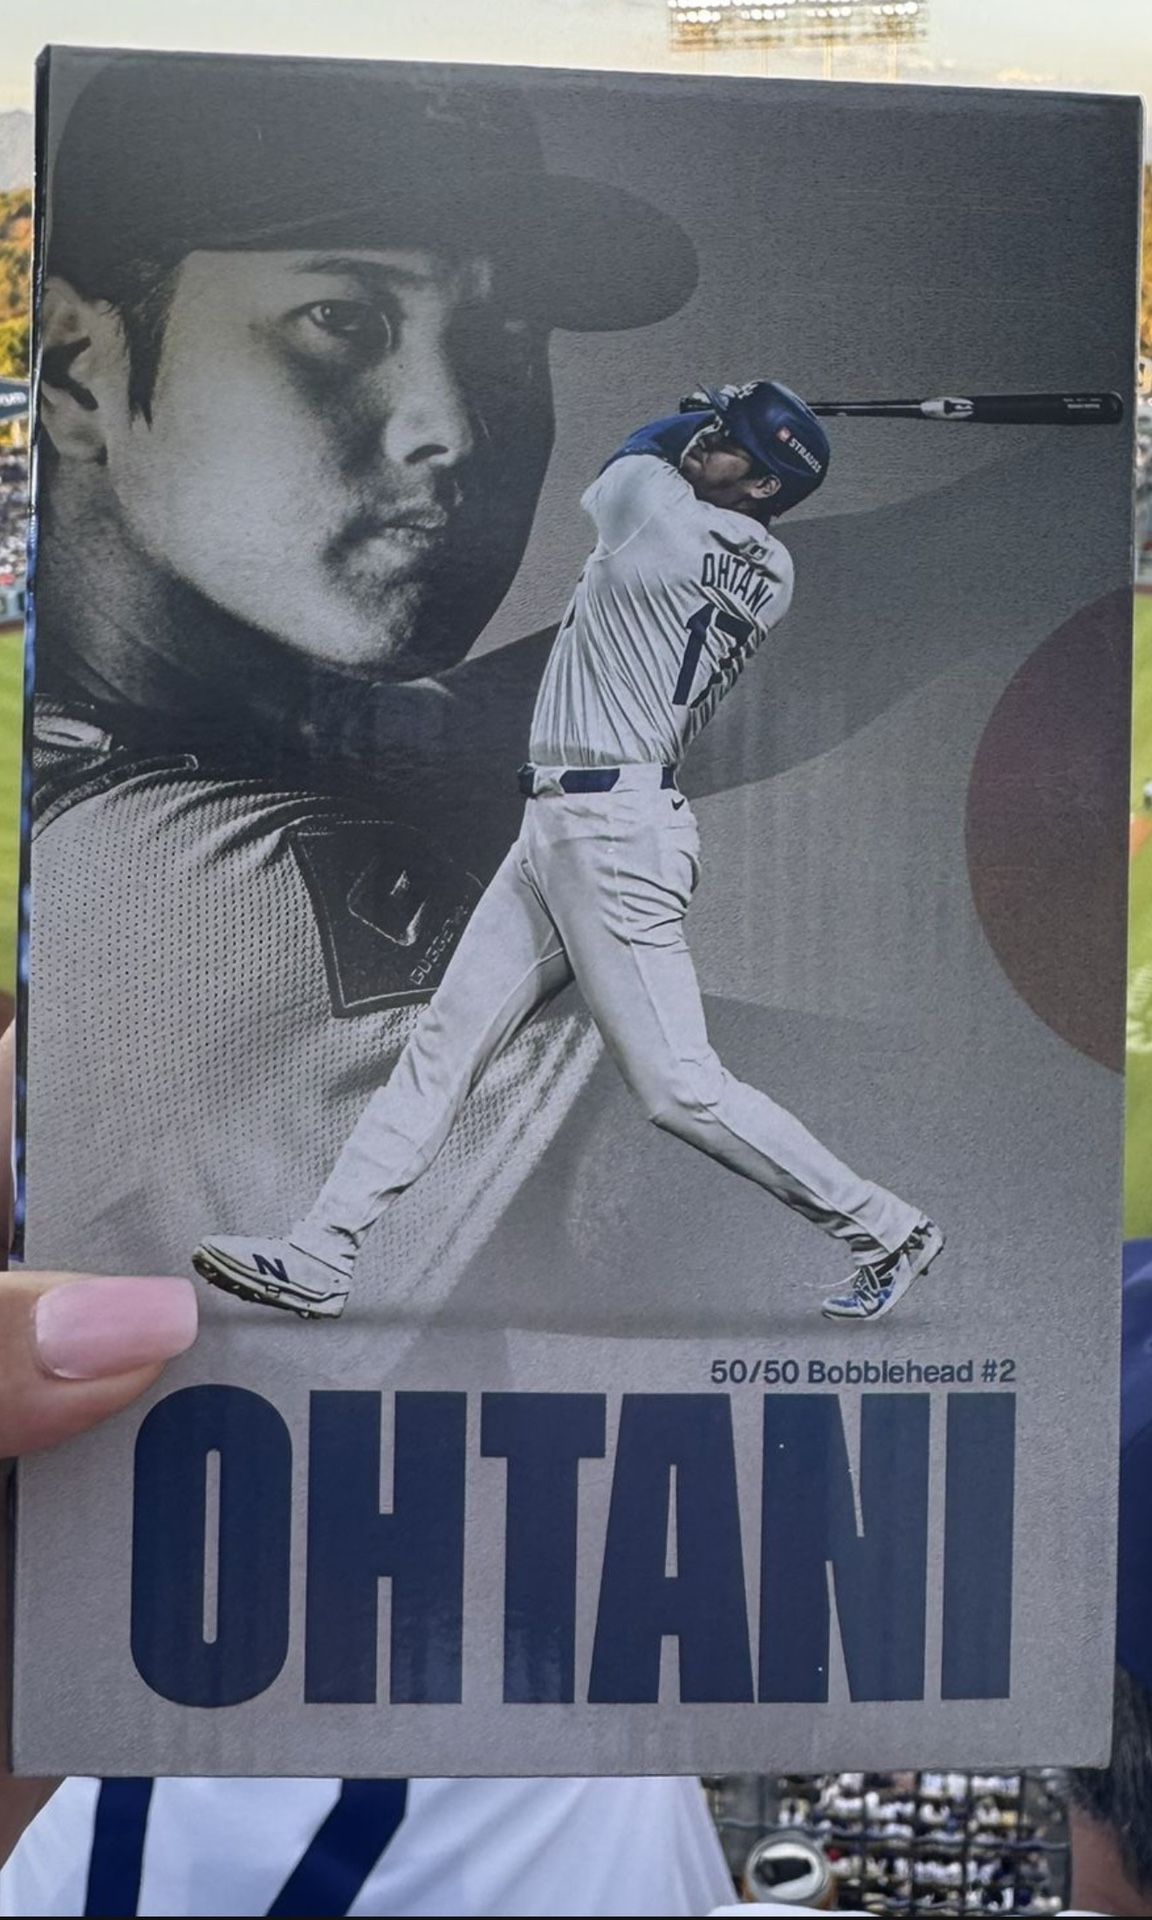 STRAUSS
OHTANI
17
N
50/50 Bobblehead #2
OHTANI